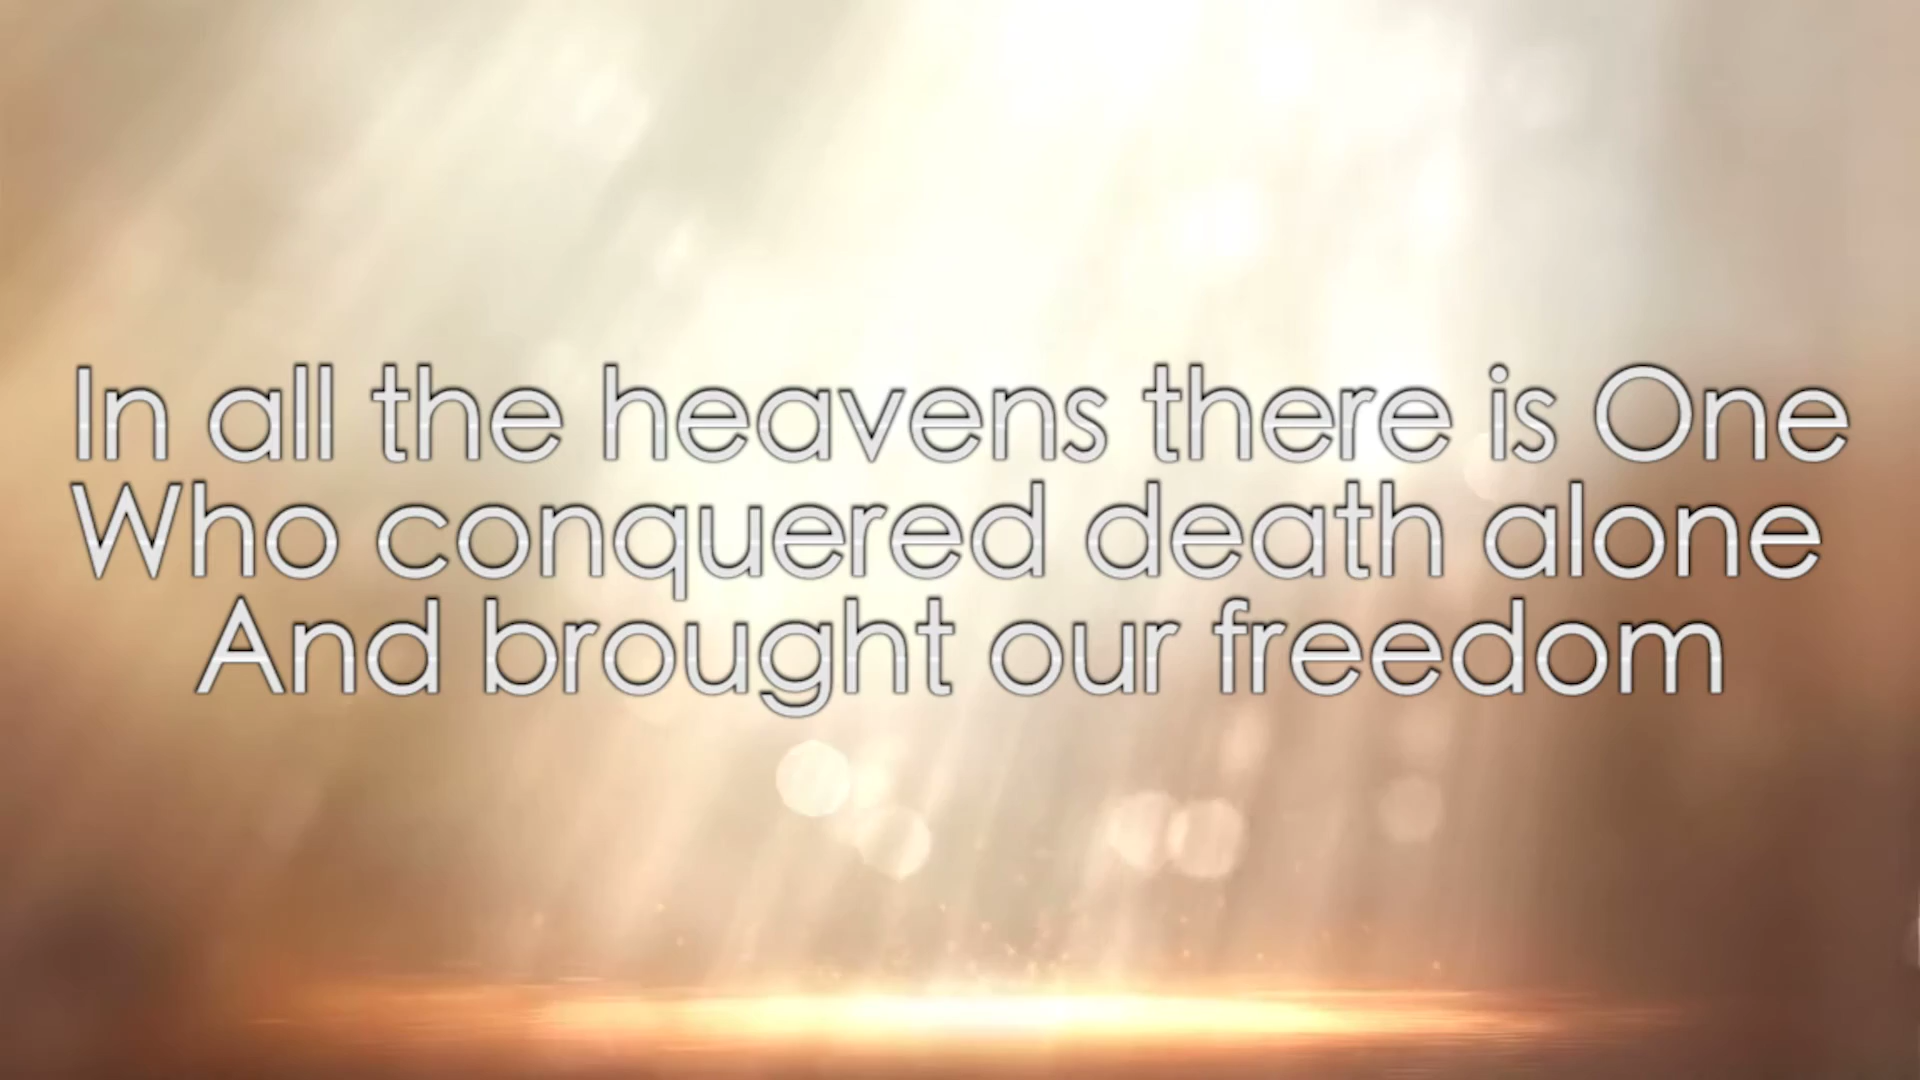 In all the heavens there is One
Who conquered death alone
And brought our freedom